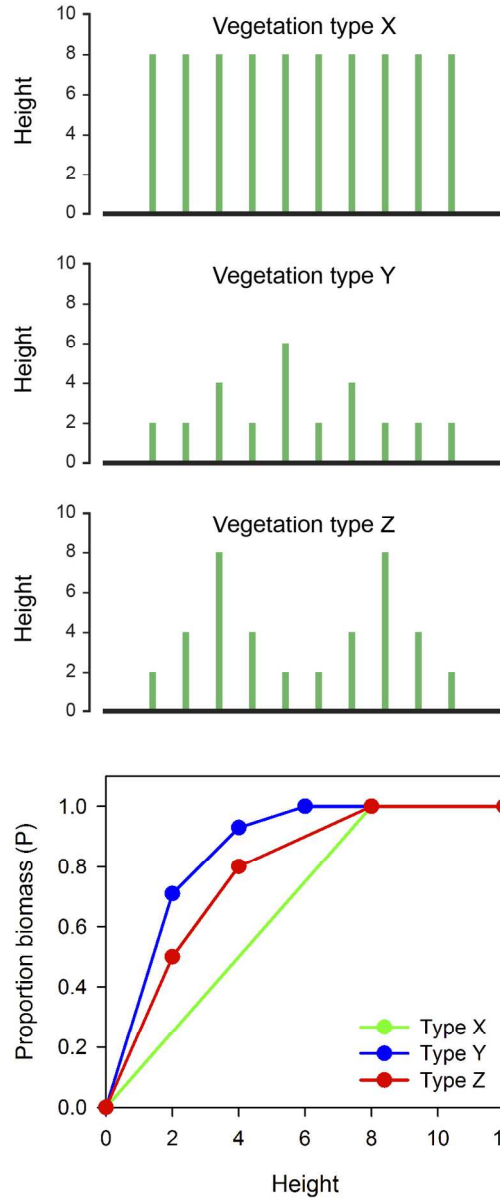 Vegetation type X
10
8
6
4
2
0
Height
Vegetation type Y
10
8
6
4
2
0
Height
Vegetation type Z
10
8
6
4
2
0
Height
1.0
0.8
0.6
0.4
0.2
0.0
Proportion biomass (P)
Type X
Type Y
Type Z
0 2 4 6 8 10
Height